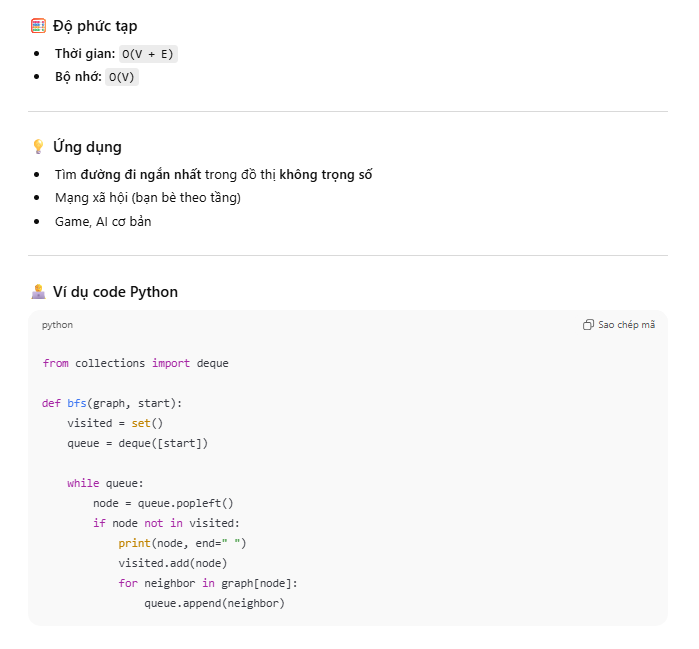 🧮 Độ phức tạp
• Thời gian: O(V + E)
• Bộ nhớ: O(V)
💡 Ứng dụng
• Tìm đường đi ngắn nhất trong đồ thị không trọng số
• Mạng xã hội (bạn bè theo tầng)
• Game, AI cơ bản
🧑‍💻 Ví dụ code Python
python
Sao chép mã
from collections import deque
def bfs(graph, start):
    visited = set()
    queue = deque([start])
    while queue:
        node = queue.popleft()
        if node not in visited:
            print(node, end=" ")
            visited.add(node)
            for neighbor in graph[node]:
                queue.append(neighbor)